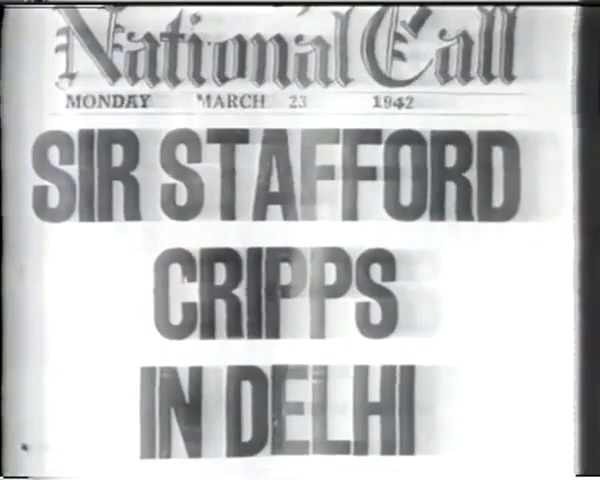 National Call
MONDAY MARCH 23 1942
SIR STAFFORD
CRIPPS
IN DELHI